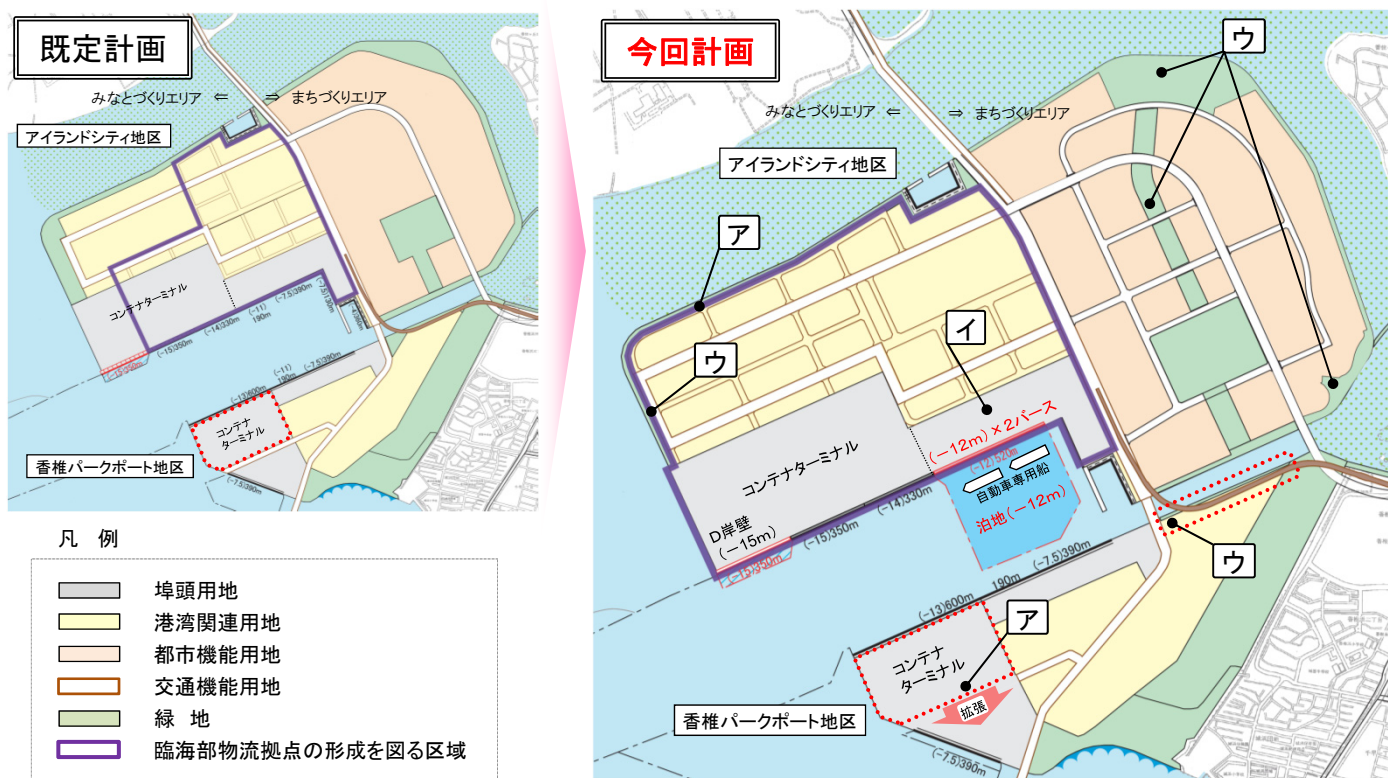 既定計画
みなとづくりエリア ⇐ ⇒ まちづくりエリア
アイランドシティ地区
コンテナターミナル
(-15)350m
(-15)350m
(-14)330m
(-11)
190m
(-7.5)390m
(-7.5)130m
(-13)600m
(-11)
190m
(-7.5)390m
コンテナ
ターミナル
香椎パークポート地区
(-7.5)390m
凡 例
埠頭用地
港湾関連用地
都市機能用地
交通機能用地
緑 地
臨海部物流拠点の形成を図る区域
今回計画
みなとづくりエリア ⇐ ⇒ まちづくりエリア
アイランドシティ地区
ウ
ア
イ
ウ
(-12m)×2バース
(-12)520m
自動車専用船
泊地(-12m)
コンテナターミナル
D岸壁
(-15m)
(-15)350m
(-15)350m
(-14)330m
ウ
(-13)600m
190m
(-7.5)390m
ア
コンテナ
ターミナル
拡張
香椎パークポート地区
(-7.5)390m